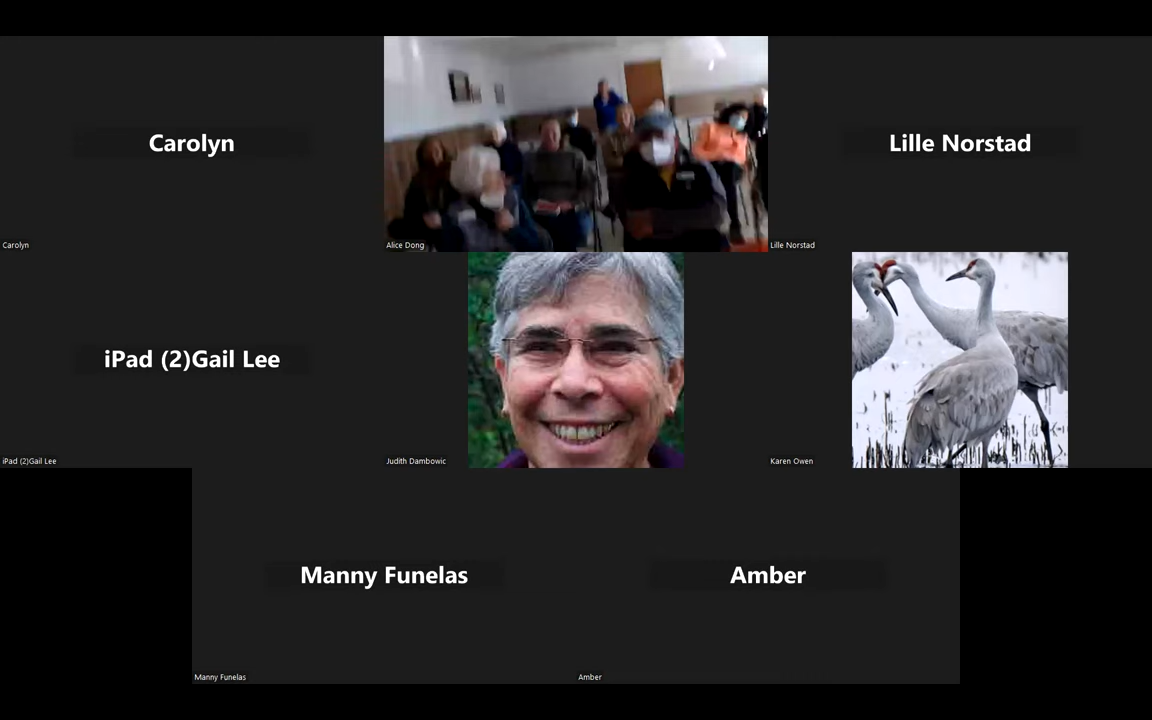 Carolyn
Carolyn
Alice Dong
Lille Norstad
Lille Norstad
iPad (2)Gail Lee
iPad (2)Gail Lee
Judith Dambowic
Karen Owen
Manny Funelas
Manny Funelas
Amber
Amber